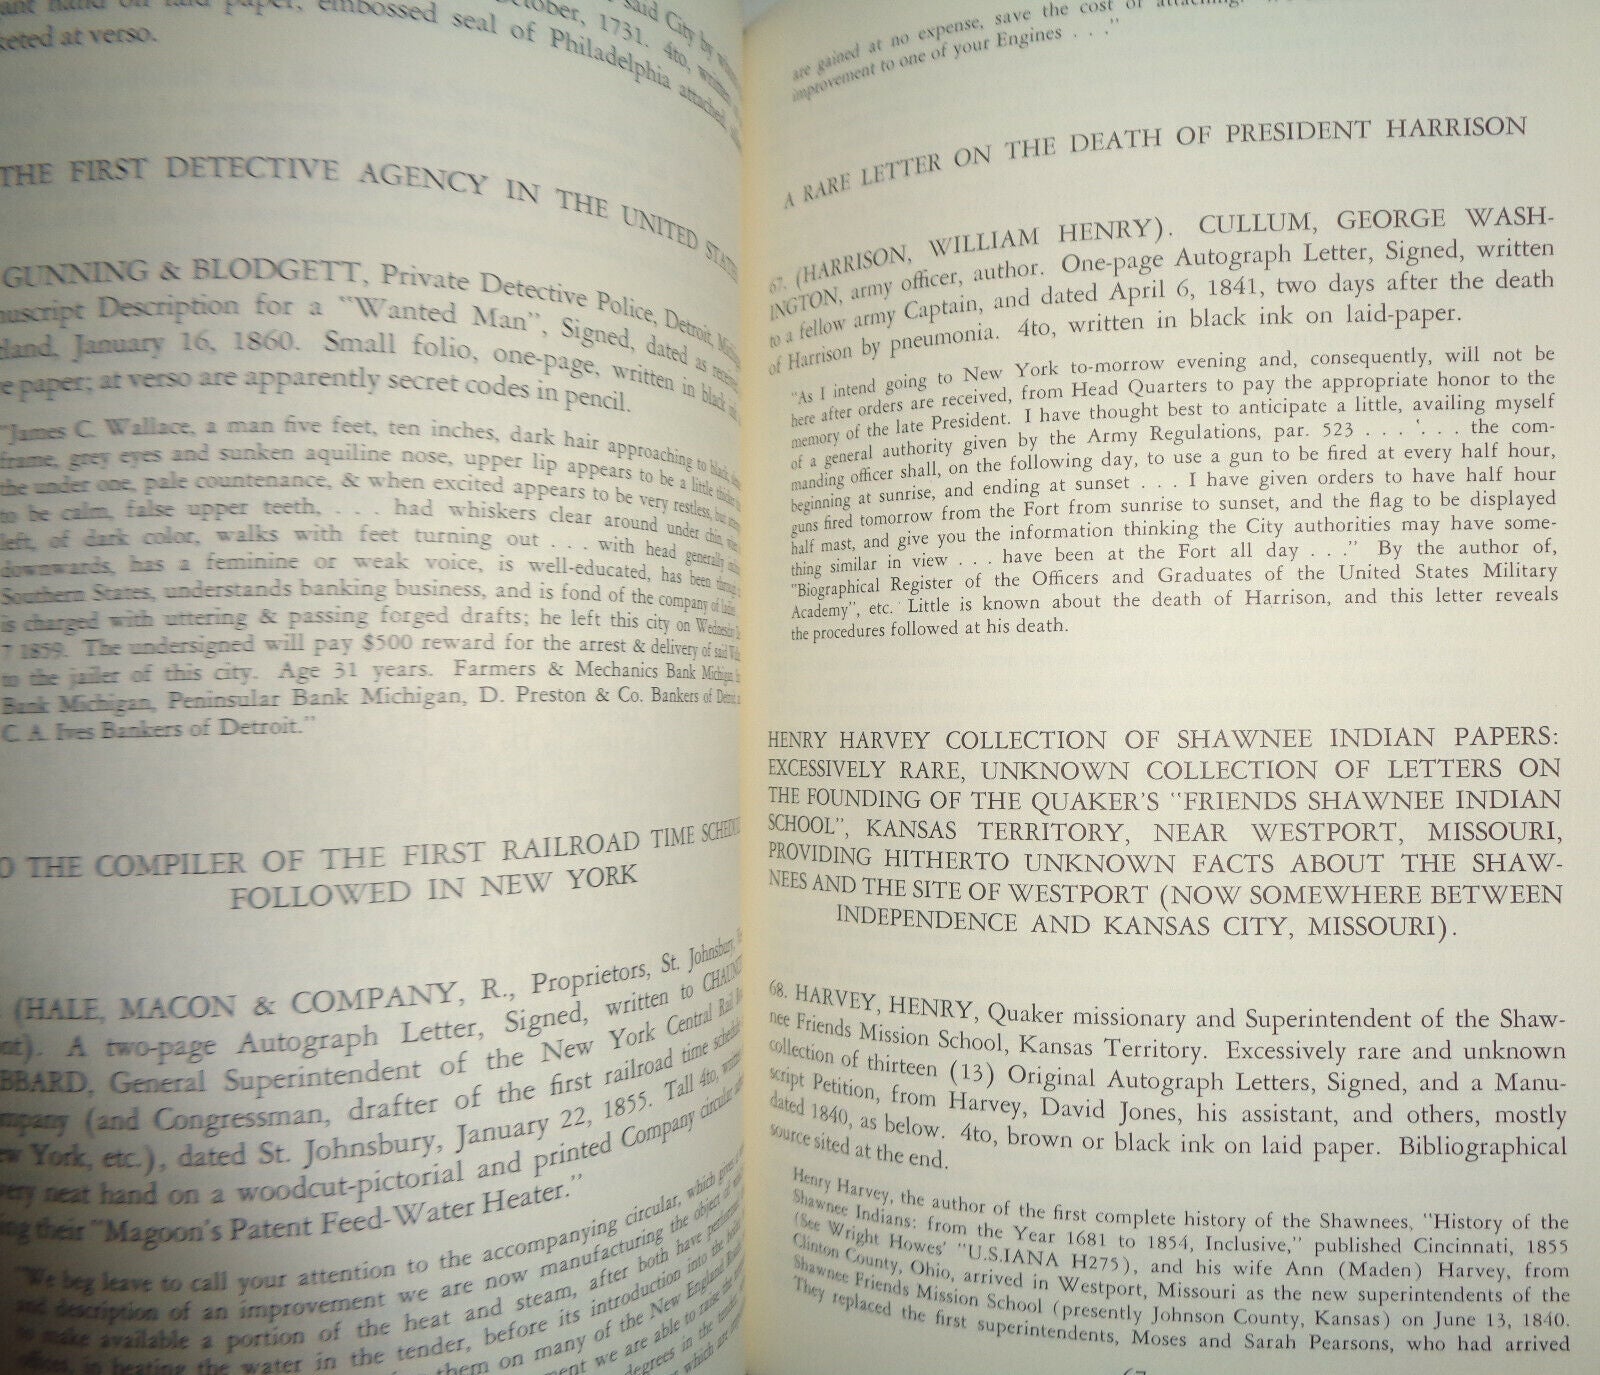 said City by
hand on laid paper, embossed seal of Philadelphia attached,
October, 1731. 4to, written
at verso.
THE FIRST DETECTIVE AGENCY IN THE UNITED STATES
GUNNING & BLODGETT, Private Detective Police, Detroit,
Description for a "Wanted Man", Signed, dated as
January 16, 1860. Small folio, one-page, written in black
paper; at verso are apparently secret codes in pencil.
"James C. Wallace, a man five feet, ten inches, dark hair approaching to black,
frame, grey eyes and sunken aquiline nose, upper lip appears to be a little thicker
the under one, pale countenance, & when excited appears to be very restless, but
to be calm, false upper teeth, . . . had whiskers clear around under chin,
left, of dark color, walks with feet turning out . . . with head generally
downwards, has a feminine or weak voice, is well-educated, has been through
Southern States, understands banking business, and is fond of the company of ladies
is charged with uttering & passing forged drafts; he left this city on Wednesday
7 1859. The undersigned will pay $500 reward for the arrest & delivery of said
to the jailer of this city. Age 31 years. Farmers & Mechanics Bank Michigan,
Bank Michigan, Peninsular Bank Michigan, D. Preston & Co. Bankers of Detroit,
C. A. Ives Bankers of Detroit."
THE COMPILER OF THE FIRST RAILROAD TIME
FOLLOWED IN NEW YORK
(HALE, MACON & COMPANY, R., Proprietors, St. Johnsbury,
A two-page Autograph Letter, Signed, written to
General Superintendent of the New York Central Rail
(and Congressman, drafter of the first railroad time
York, etc.), dated St. Johnsbury, January 22, 1855. Tall 4to,
very neat hand on a woodcut-pictorial and printed Company circular
their "Magoon's Patent Feed-Water Heater."
"We beg leave to call your attention to the accompanying circular, which gives
and description of an improvement we are now manufacturing the object of
to make available a portion of the heat and steam, after both have performed
in heating the water in the tender, before its introduction into the
them on many of the New England
we are able to raise the
degrees in the
which are
are gained at no expense, save the cost of attaching.
improvement to one of your Engines . . ."
A RARE LETTER ON THE DEATH OF PRESIDENT HARRISON
67. (HARRISON, WILLIAM HENRY). CULLUM, GEORGE WASH-
INGTON, army officer, author. One-page Autograph Letter, Signed, written
to a fellow army Captain, and dated April 6, 1841, two days after the death
of Harrison by pneumonia. 4to, written in black ink on laid-paper.
"As I intend going to New York to-morrow evening and, consequently, will not be
here after orders are received, from Head Quarters to pay the appropriate honor to the
memory of the late President. I have thought best to anticipate a little, availing myself
of a general authority given by the Army Regulations, par. 523 . . . . . . the com-
manding officer shall, on the following day, to use a gun to be fired at every half hour,
beginning at sunrise, and ending at sunset . . . I have given orders to have half hour
guns fired tomorrow from the Fort from sunrise to sunset, and the flag to be displayed
half mast, and give you the information thinking the City authorities may have some-
thing similar in view . . . have been at the Fort all day . . ." By the author of,
"Biographical Register of the Officers and Graduates of the United States Military
Academy", etc. Little is known about the death of Harrison, and this letter reveals
the procedures followed at his death.
HENRY HARVEY COLLECTION OF SHAWNEE INDIAN PAPERS:
EXCESSIVELY RARE, UNKNOWN COLLECTION OF LETTERS ON
THE FOUNDING OF THE QUAKER'S "FRIENDS SHAWNEE INDIAN
SCHOOL", KANSAS TERRITORY, NEAR WESTPORT, MISSOURI,
PROVIDING HITHERTO UNKNOWN FACTS ABOUT THE SHAW-
NEES AND THE SITE OF WESTPORT (NOW SOMEWHERE BETWEEN
INDEPENDENCE AND KANSAS CITY, MISSOURI).
68. HARVEY, HENRY, Quaker missionary and Superintendent of the Shaw-
nee Friends Mission School, Kansas Territory. Excessively rare and unknown
collection of thirteen (13) Original Autograph Letters, Signed, and a Manu-
script Petition, from Harvey, David Jones, his assistant, and others, mostly
dated 1840, as below. 4to, brown or black ink on laid paper. Bibliographical
source sited at the end.
Henry Harvey, the author of the first complete history of the Shawnees, "History of the
Shawnee Indians: from the Year 1681 to 1854, Inclusive," published Cincinnati, 1855
(See Wright Howes' "U.S.IANA H275), and his wife Ann (Maden) Harvey, from
Clinton County, Ohio, arrived in Westport, Missouri as the new superintendents of the
Shawnee Friends Mission School (presently Johnson County, Kansas) on June 13, 1840.
They replaced the first superintendents, Moses and Sarah Pearsons, who had arrived